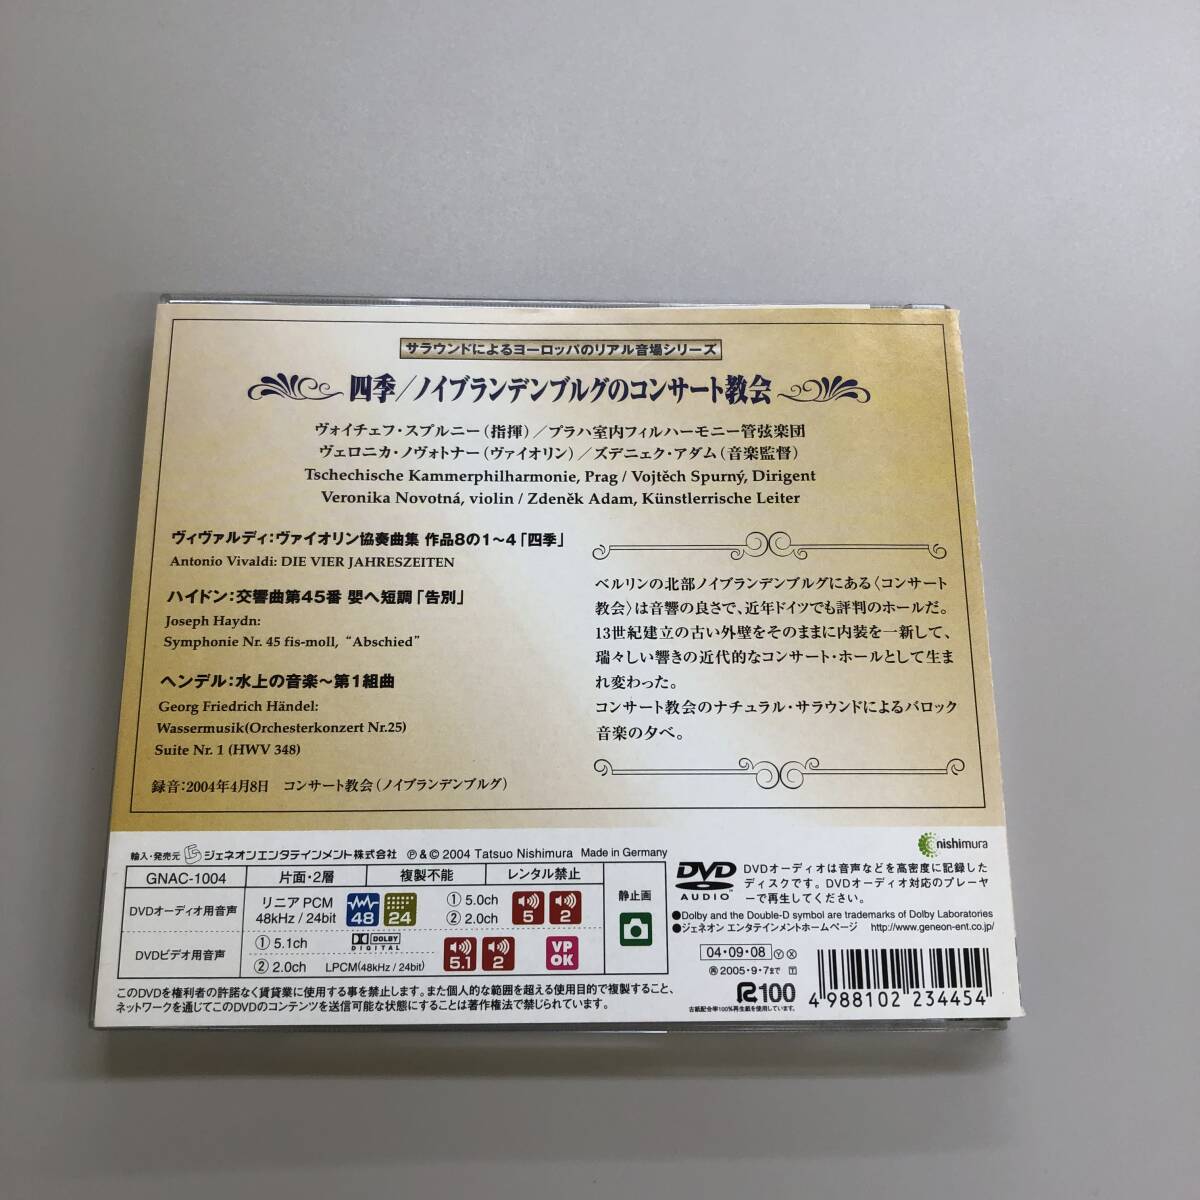 サラウンドによるヨーロッパのリアル音場シリーズ
四季/ノイブランデンブルグのコンサート教会
ヴォイチェフ・スプルニー(指揮)/プラハ室内フィルハーモニー管弦楽団
ヴェロニカ・ノヴォトナー(ヴァイオリン)/ズデニェク・アダム(音楽監督)
Tschechische Kammerphilharmonie, Prag / Vojtěch Spurný, Dirigent
Veronika Novotná, violin / Zdeněk Adam, Künstlerrische Leiter
ヴィヴァルディ:ヴァイオリン協奏曲集 作品8の1〜4「四季」
Antonio Vivaldi: DIE VIER JAHRESZEITEN
ハイドン:交響曲第45番 嬰ヘ短調「告別」
Joseph Haydn:
Symphonie Nr. 45 fis-moll, "Abschied"
ヘンデル:水上の音楽〜第1組曲
Georg Friedrich Händel:
Wassermusik(Orchesterkonzert Nr.25)
Suite Nr. 1 (HWV 348)
録音:2004年4月8日 コンサート教会(ノイブランデンブルグ)
ベルリンの北部ノイブランデンブルグにある〈コンサート
教会〉は音響の良さで、近年ドイツでも評判のホールだ。
13世紀建立の古い外壁をそのままに内装を一新して、
瑞々しい響きの近代的なコンサート・ホールとして生ま
れ変わった。
コンサート教会のナチュラル・サラウンドによるバロック
音楽の夕べ。
輸入・発売元 ジェネオンエンタテインメント株式会社 ℗&© 2004 Tatsuo Nishimura Made in Germany
nishimura
GNAC-1004 片面・2層 複製不能 レンタル禁止
DVDオーディオ用音声 リニアPCM 48kHz / 24bit 48 24 ① 5.0ch ② 2.0ch 5 2
DVDビデオ用音声 ① 5.1ch DOLBY DIGITAL ② 2.0ch LPCM(48kHz / 24bit) 5.1 2 VP OK
静止画
DVD AUDIO
DVDオーディオは音声などを高密度に記録した
ディスクです。DVDオーディオ対応のプレーヤ
ーで再生してください。
●Dolby and the Double-D symbol are trademarks of Dolby Laboratories
●ジェネオン エンタテインメントホームページ http://www.geneon-ent.co.jp/
04・09・08 Ⓨ Ⓧ
㋷2005・9・7まで 🅃
R100
古紙配合率100%再生紙を使用しています。
4 988102 234454
このDVDを権利者の許諾なく賃貸業に使用する事を禁止します。また個人的な範囲を超える使用目的で複製すること、
ネットワークを通じてこのDVDのコンテンツを送信可能な状態にすることは著作権法で禁じられています。